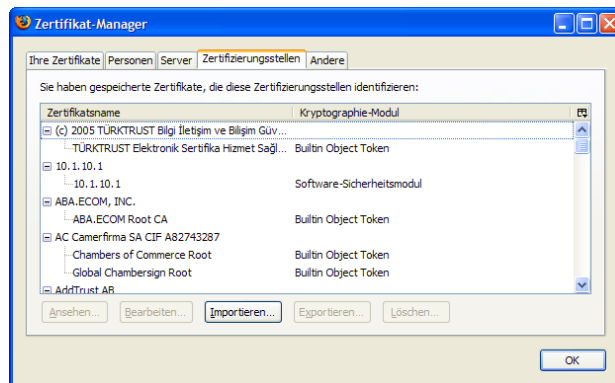 Zertifikat-Manager
Ihre Zertifikate Personen Server Zertifizierungsstellen Andere
Sie haben gespeicherte Zertifikate, die diese Zertifizierungsstellen identifizieren:
Zertifikatsname Kryptographie-Modul
(c) 2005 TÜRKTRUST Bilgi İletişim ve Bilişim Güv...
TÜRKTRUST Elektronik Sertifika Hizmet Sağl... Builtin Object Token
10.1.10.1
10.1.10.1 Software-Sicherheitsmodul
ABA.ECOM, INC.
ABA.ECOM Root CA Builtin Object Token
AC Camerfirma SA CIF A82743287
Chambers of Commerce Root Builtin Object Token
Global Chambersign Root Builtin Object Token
AddTrust AB
Ansehen... Bearbeiten... Importieren... Exportieren... Löschen...
OK